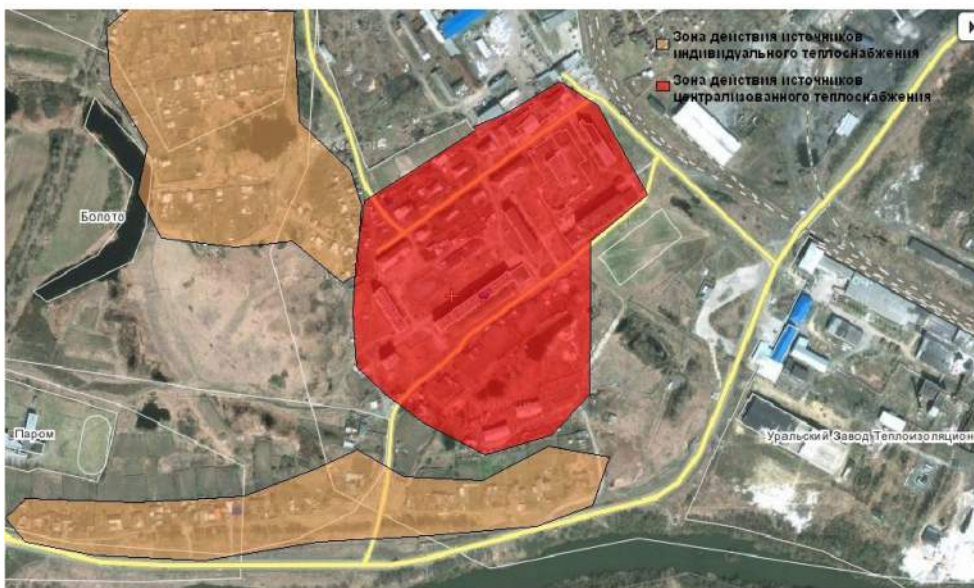 Зона действия источников
индивидуального теплоснабжения
Зона действия источников
централизованного теплоснабжения
Болото
Паром
Уральский Завод Теплоизоляцион